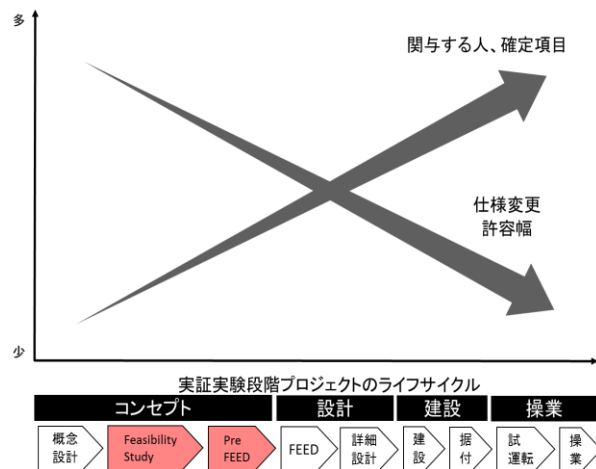 多
関与する人、確定項目
仕様変更
許容幅
少
実証実験段階プロジェクトのライフサイクル
コンセプト
設計
建設
操業
概念
設計
Feasibility
Study
Pre
FEED
FEED
詳細
設計
建
設
据
付
試
運転
操
業